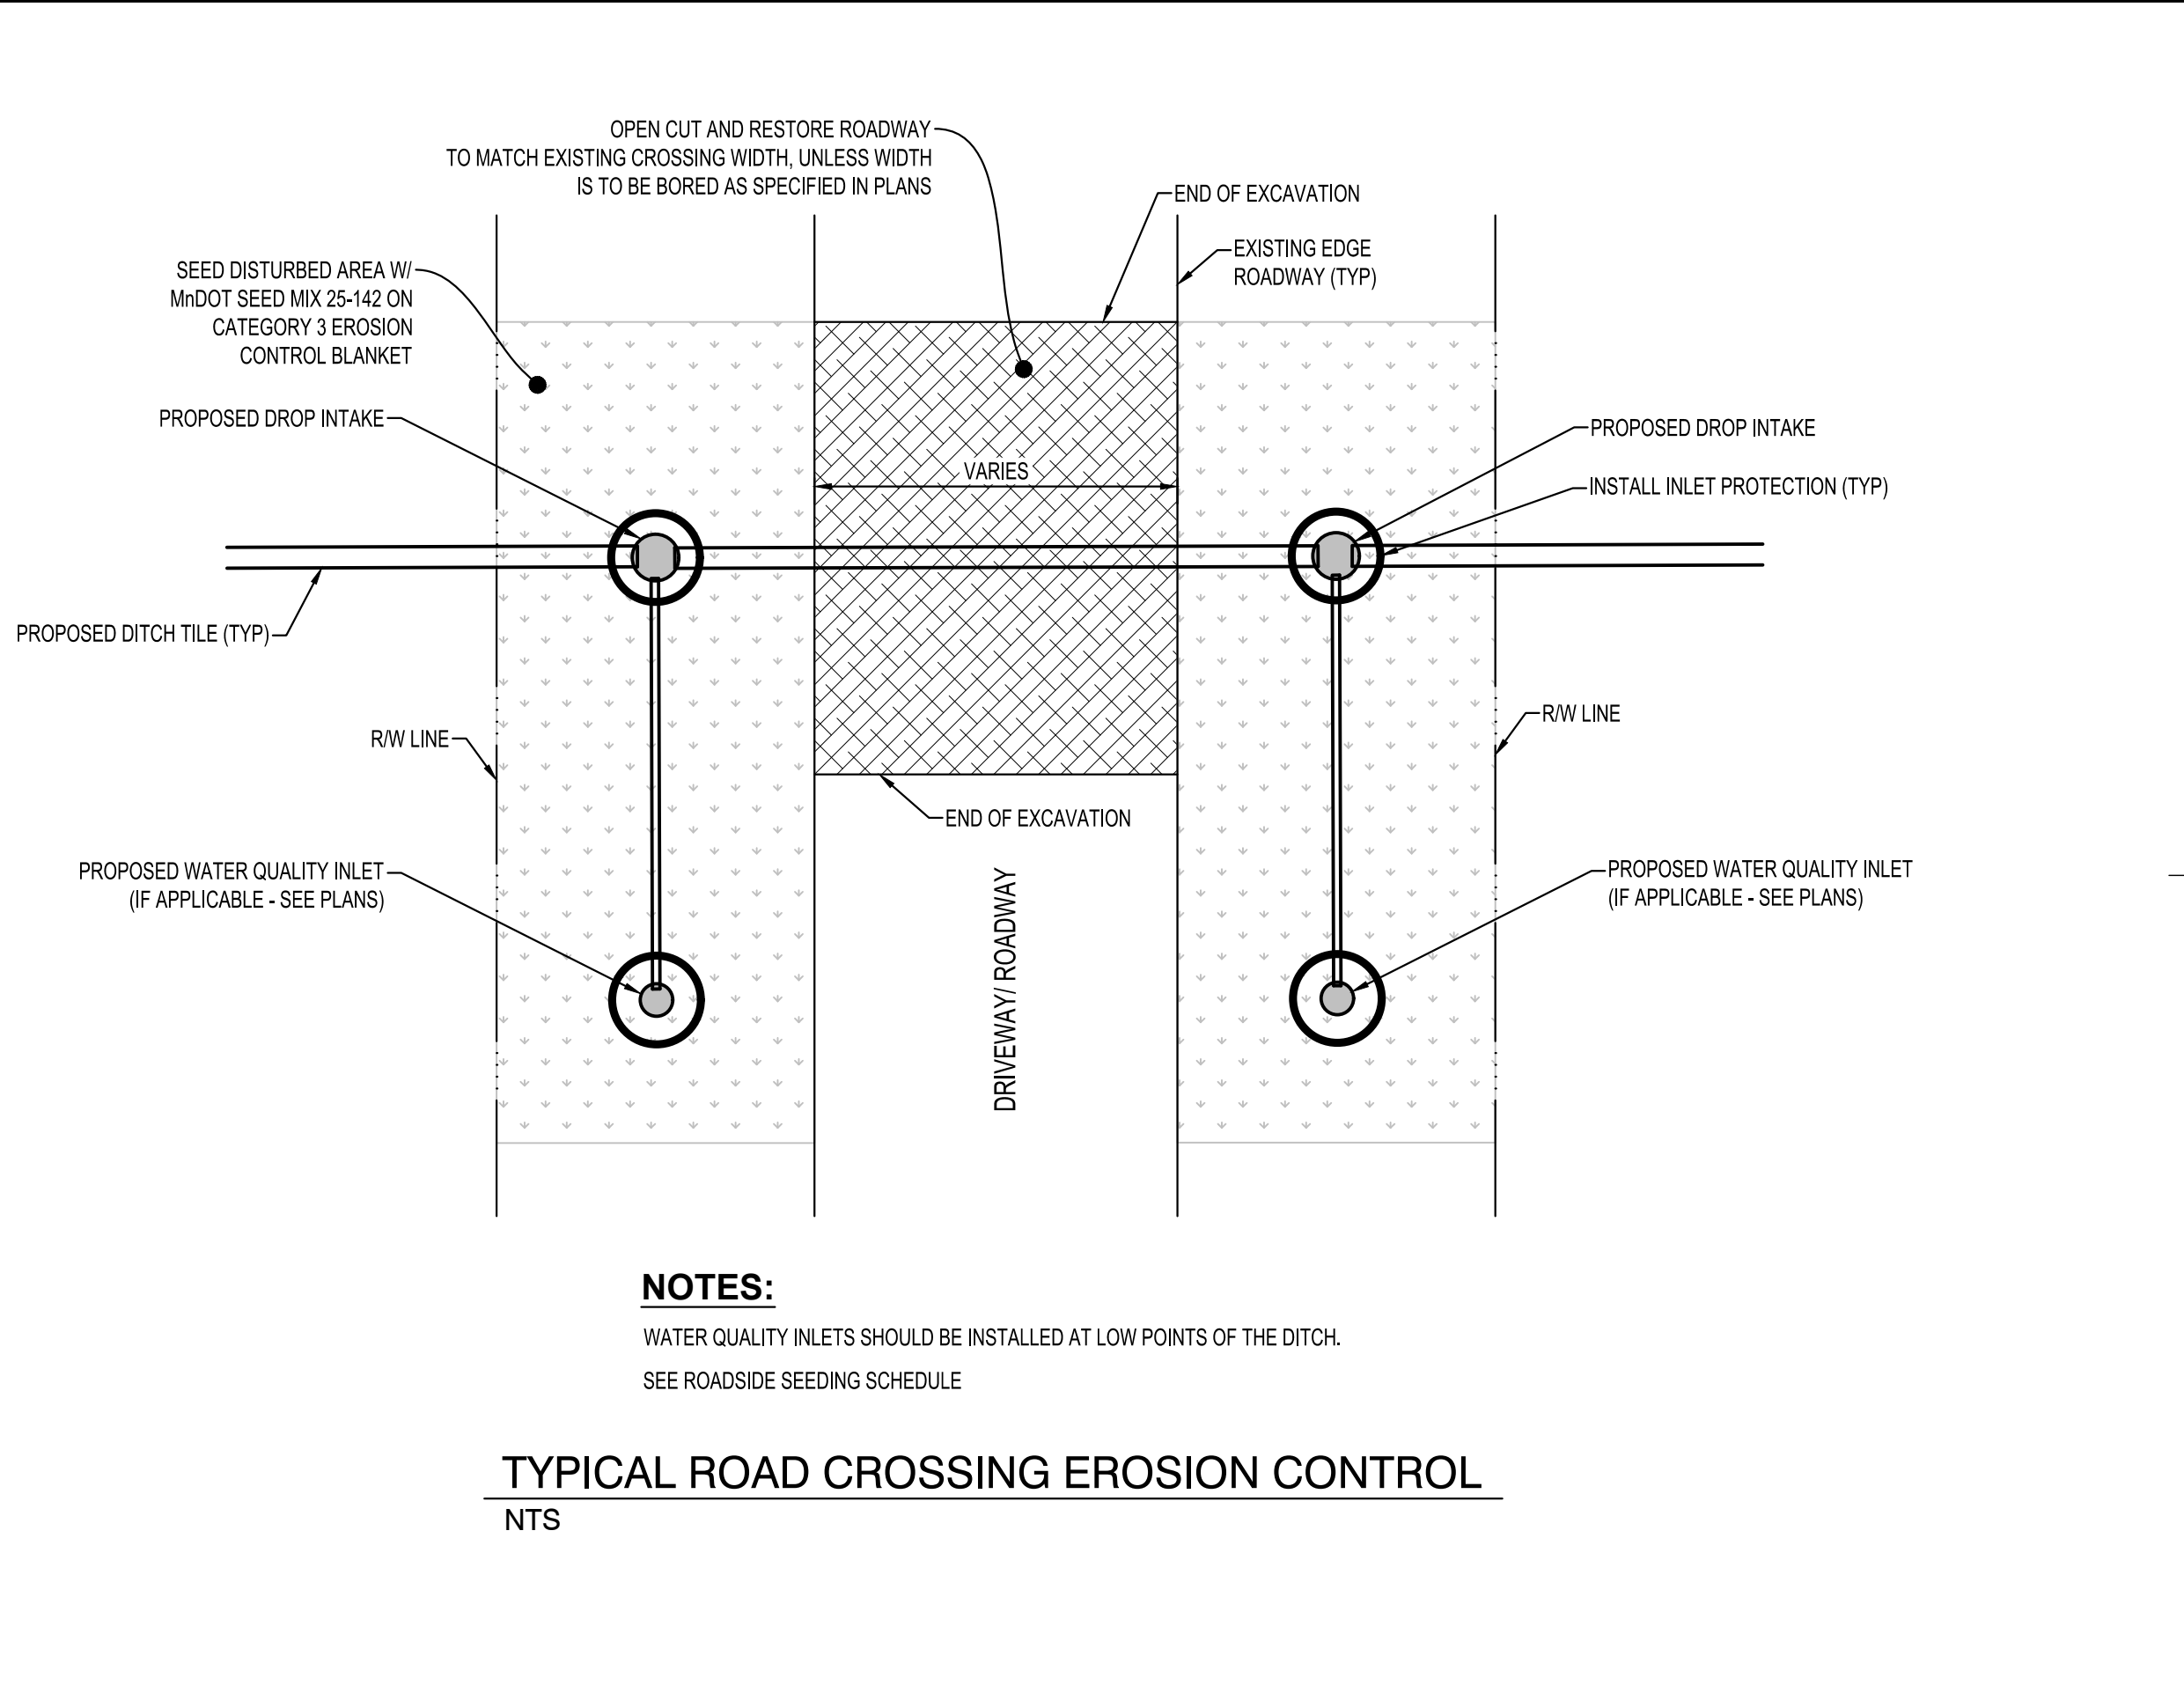 OPEN CUT AND RESTORE ROADWAY
TO MATCH EXISTING CROSSING WIDTH, UNLESS WIDTH
IS TO BE BORED AS SPECIFIED IN PLANS
END OF EXCAVATION
EXISTING EDGE
ROADWAY (TYP)
SEED DISTURBED AREA W/
MnDOT SEED MIX 25-142 ON
CATEGORY 3 EROSION
CONTROL BLANKET
PROPOSED DROP INTAKE
PROPOSED DROP INTAKE
VARIES
INSTALL INLET PROTECTION (TYP)
PROPOSED DITCH TILE (TYP)
R/W LINE
R/W LINE
END OF EXCAVATION
PROPOSED WATER QUALITY INLET
(IF APPLICABLE - SEE PLANS)
PROPOSED WATER QUALITY INLET
(IF APPLICABLE - SEE PLANS)
DRIVEWAY/ ROADWAY
NOTES:
WATER QUALITY INLETS SHOULD BE INSTALLED AT LOW POINTS OF THE DITCH.
SEE ROADSIDE SEEDING SCHEDULE
TYPICAL ROAD CROSSING EROSION CONTROL
NTS